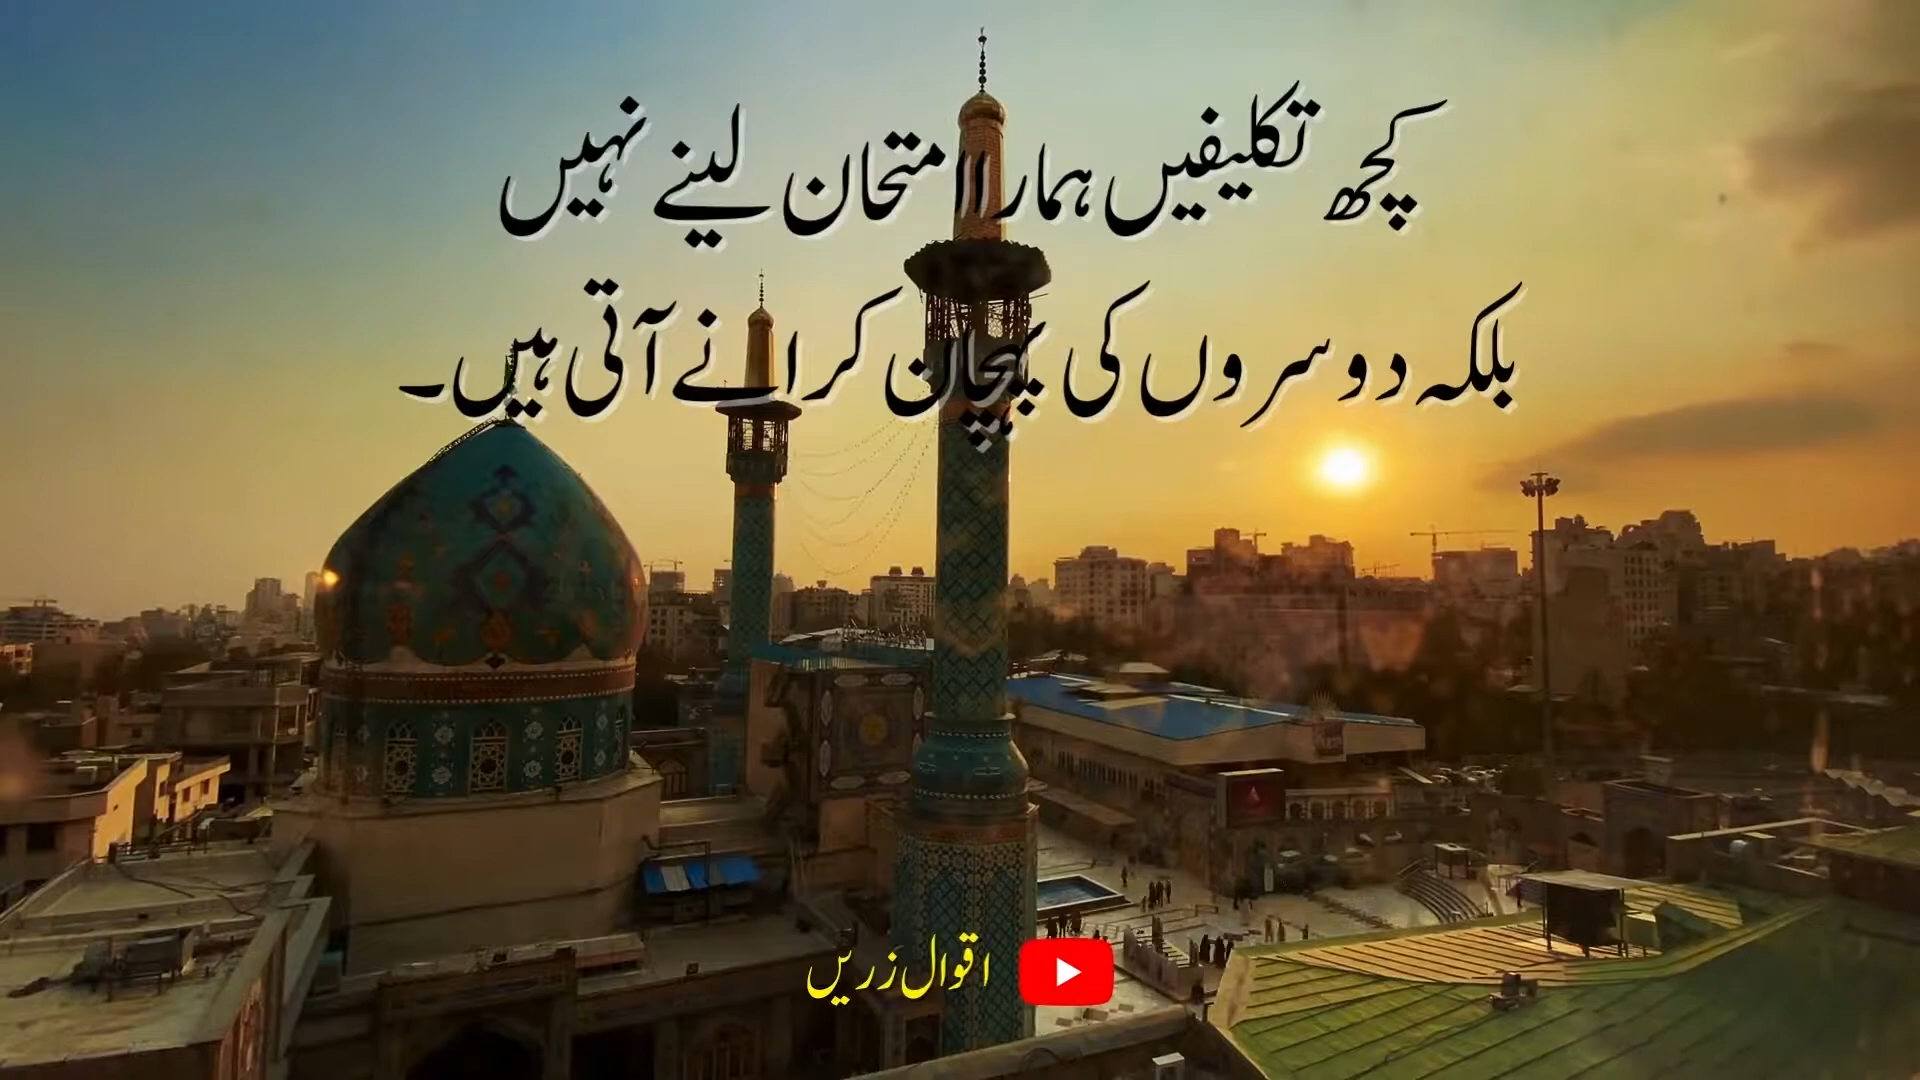 کچھ تکلیفیں ہمارا امتحان لینے نہیں
بلکہ دوسروں کی پہچان کرانے آتی ہیں۔
اقوال زریں